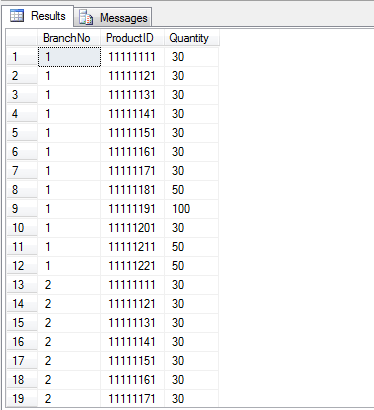 Results Messages
BranchNo ProductID Quantity
1 1 11111111 30
2 1 11111121 30
3 1 11111131 30
4 1 11111141 30
5 1 11111151 30
6 1 11111161 30
7 1 11111171 30
8 1 11111181 50
9 1 11111191 100
10 1 11111201 30
11 1 11111211 50
12 1 11111221 50
13 2 11111111 30
14 2 11111121 30
15 2 11111131 30
16 2 11111141 30
17 2 11111151 30
18 2 11111161 30
19 2 11111171 30